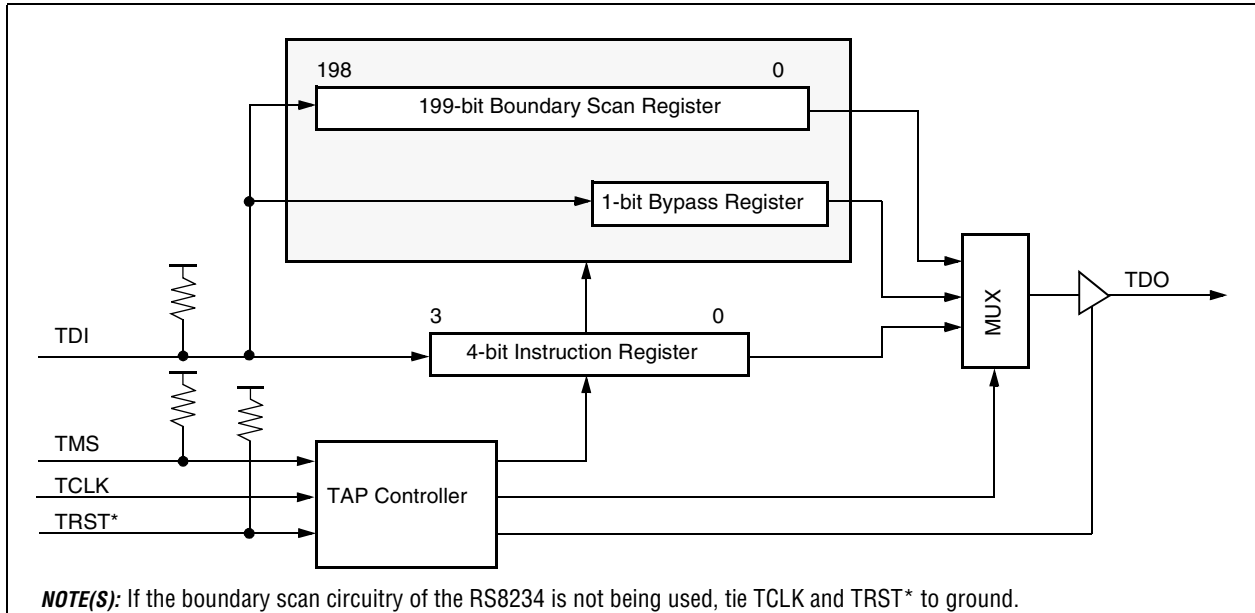 198 0
199-bit Boundary Scan Register
1-bit Bypass Register
MUX
TDO
3 0
TDI
4-bit Instruction Register
TMS
TCLK
TAP Controller
TRST*
NOTE(S): If the boundary scan circuitry of the RS8234 is not being used, tie TCLK and TRST* to ground.